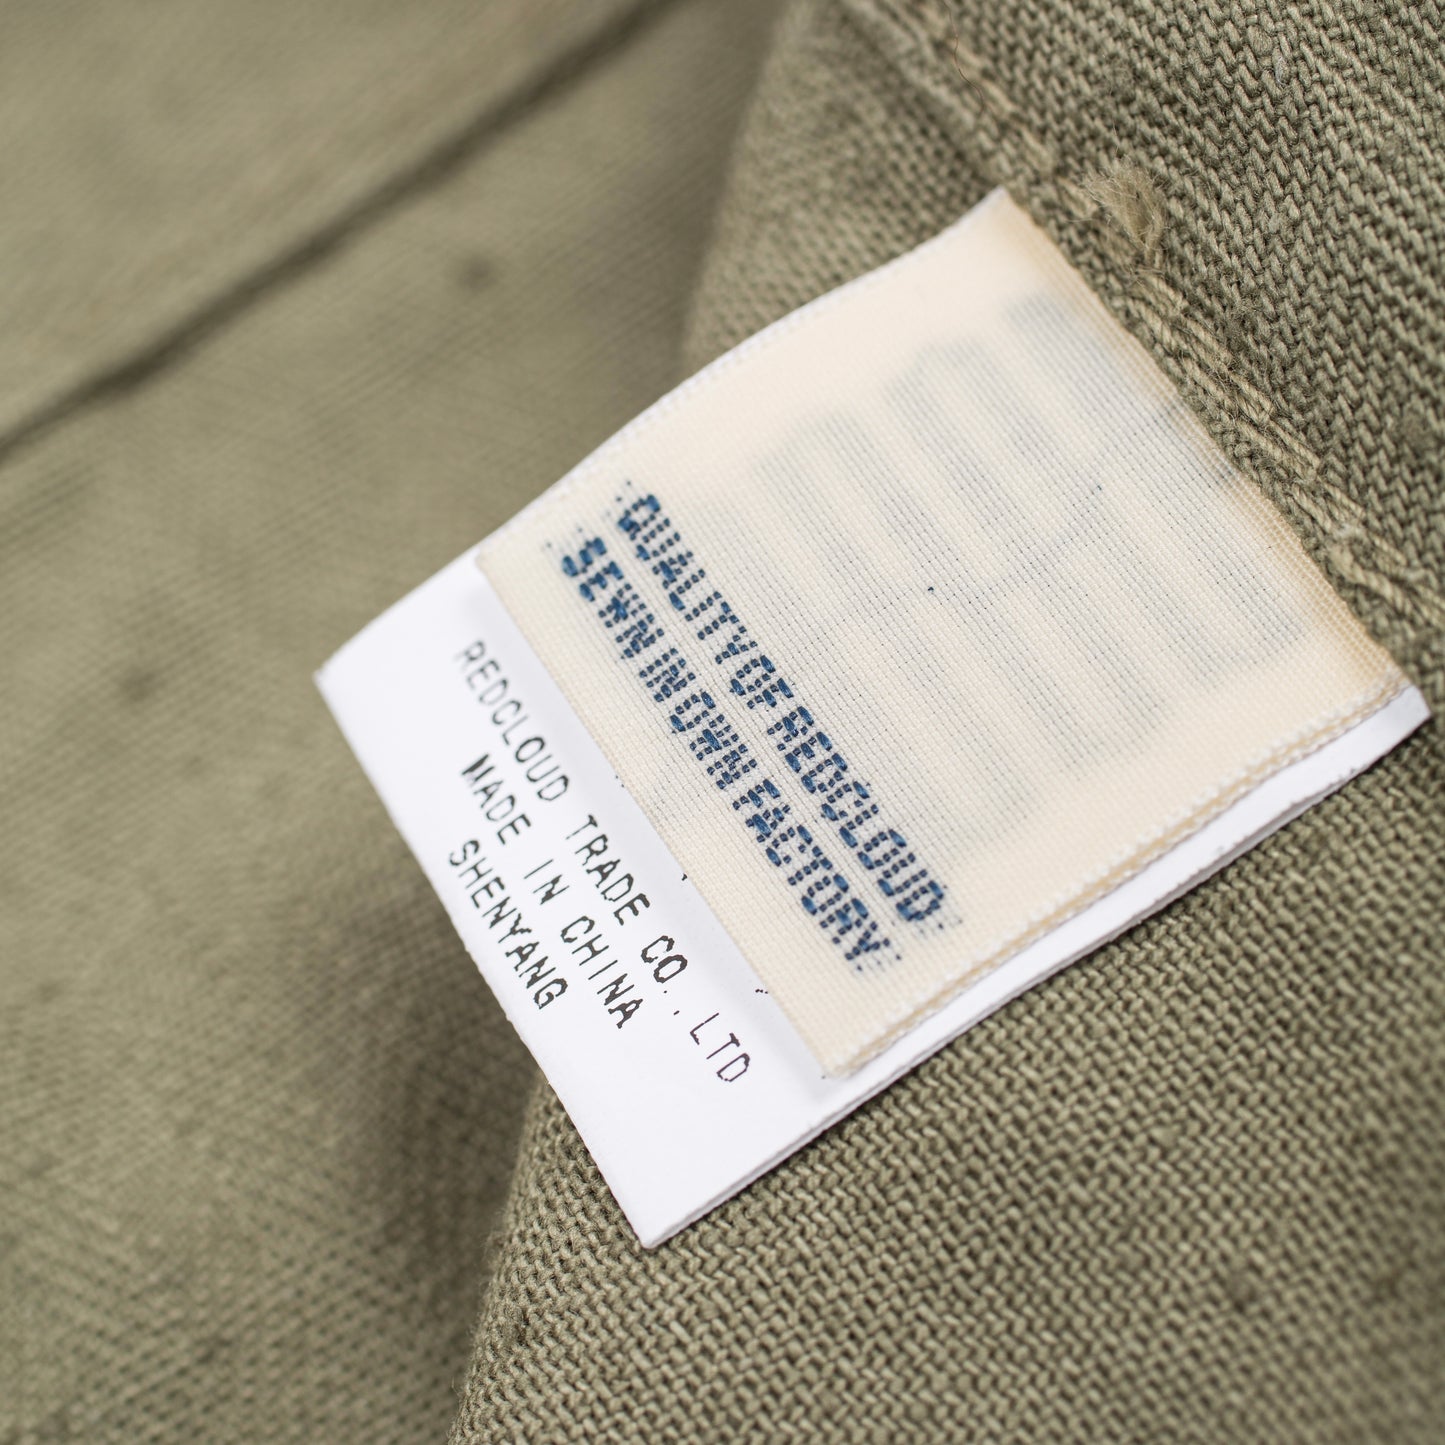 QUALITY OF REDCLOUD
SEWN IN OWN FACTORY
REDCLOUD TRADE CO., LTD
MADE IN CHINA
SHENYANG